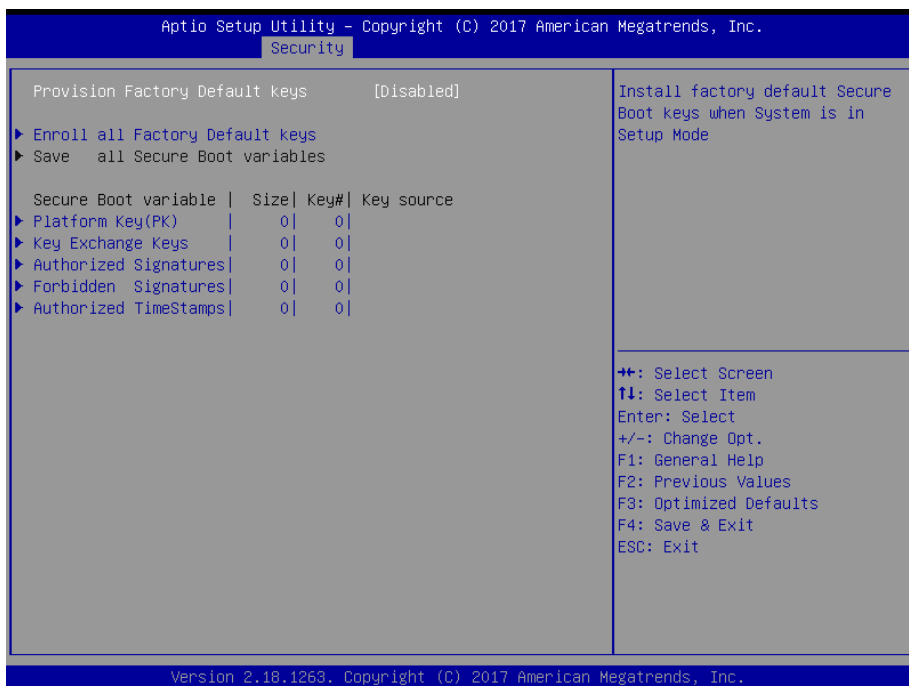 Aptio Setup Utility – Copyright (C) 2017 American Megatrends, Inc.
Security
Provision Factory Default keys [Disabled]
▶ Enroll all Factory Default keys
▶ Save all Secure Boot variables
Secure Boot variable | Size| Key#| Key source
▶ Platform Key(PK) | 0| 0|
▶ Key Exchange Keys | 0| 0|
▶ Authorized Signatures| 0| 0|
▶ Forbidden Signatures| 0| 0|
▶ Authorized TimeStamps| 0| 0|
Install factory default Secure
Boot keys when System is in
Setup Mode
→←: Select Screen
↑↓: Select Item
Enter: Select
+/-: Change Opt.
F1: General Help
F2: Previous Values
F3: Optimized Defaults
F4: Save & Exit
ESC: Exit
Version 2.18.1263. Copyright (C) 2017 American Megatrends, Inc.